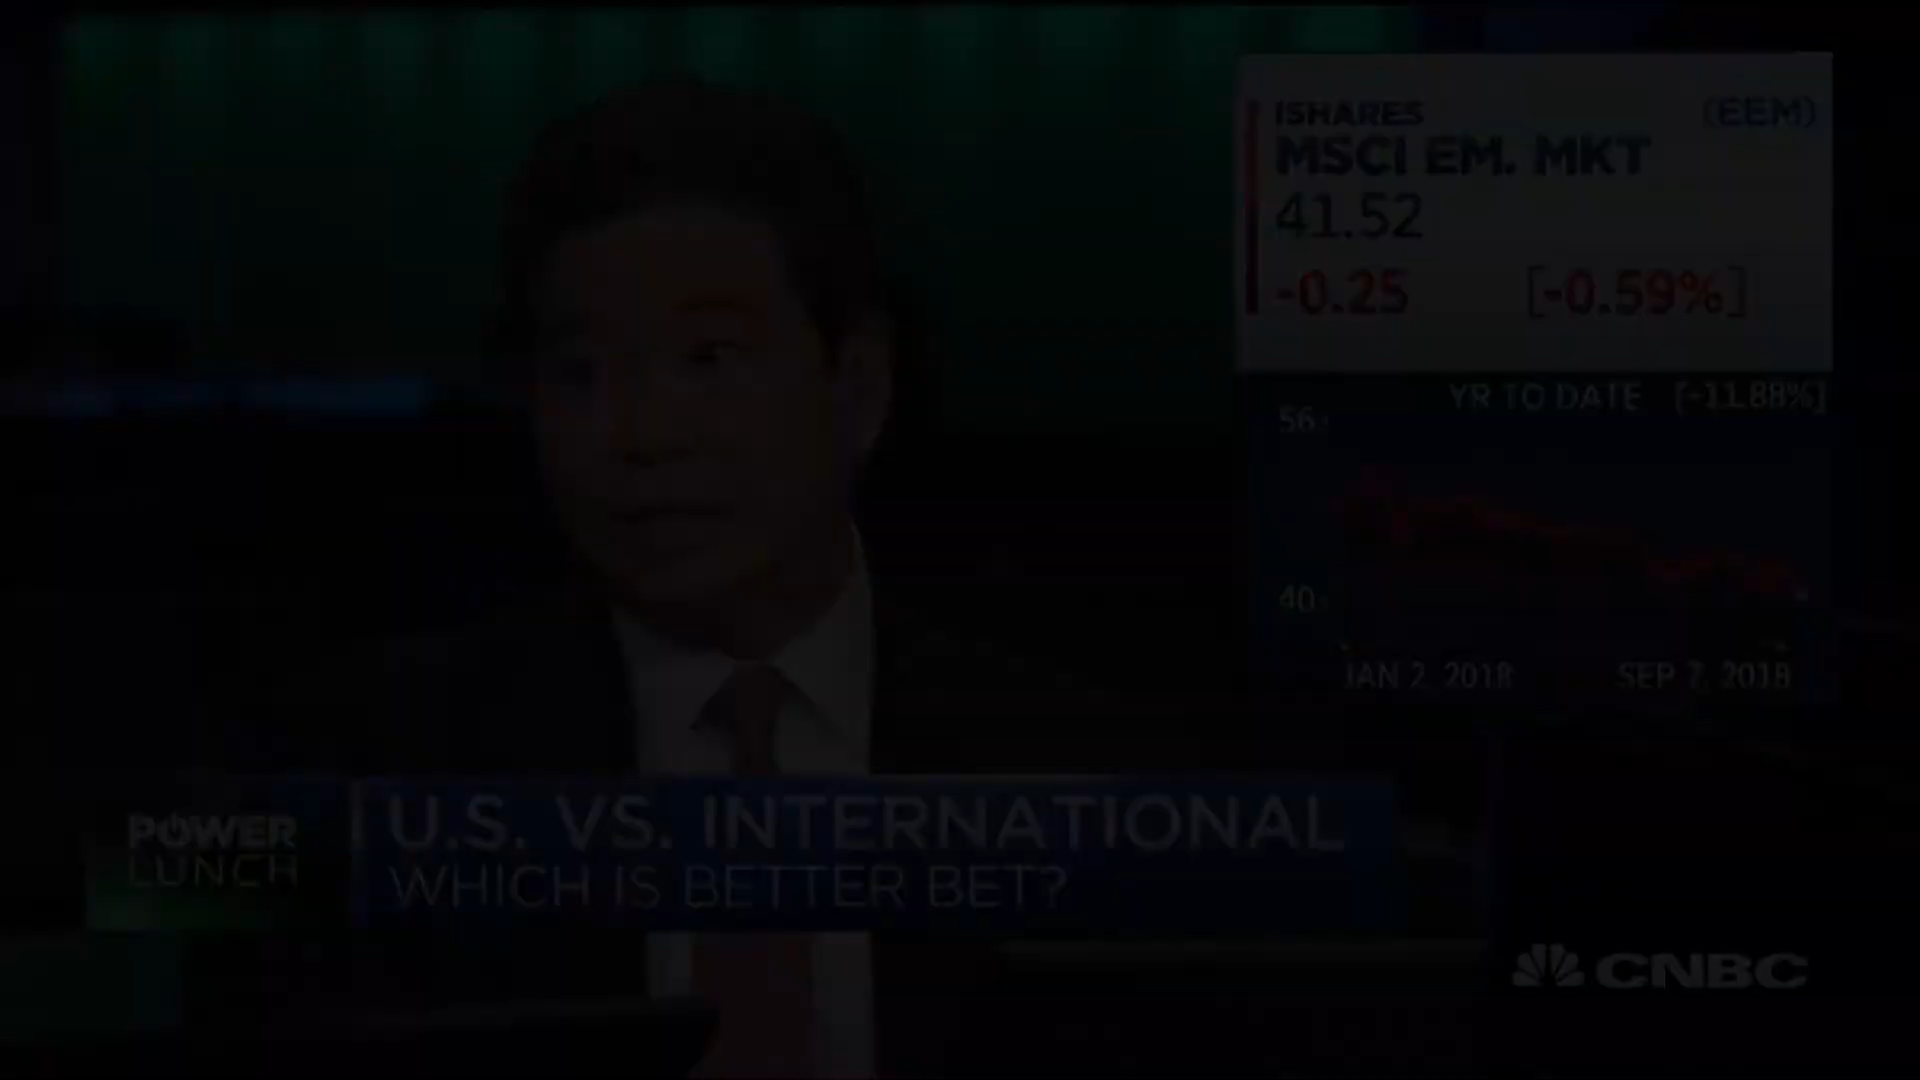 ISHARES (EEM)
MSCI EM. MKT
41.52
-0.25 [-0.59%]
YR TO DATE [-11.88%]
56
40
JAN 2, 2018 SEP 7, 2018
POWER
LUNCH
U.S. VS. INTERNATIONAL
WHICH IS BETTER BET?
CNBC